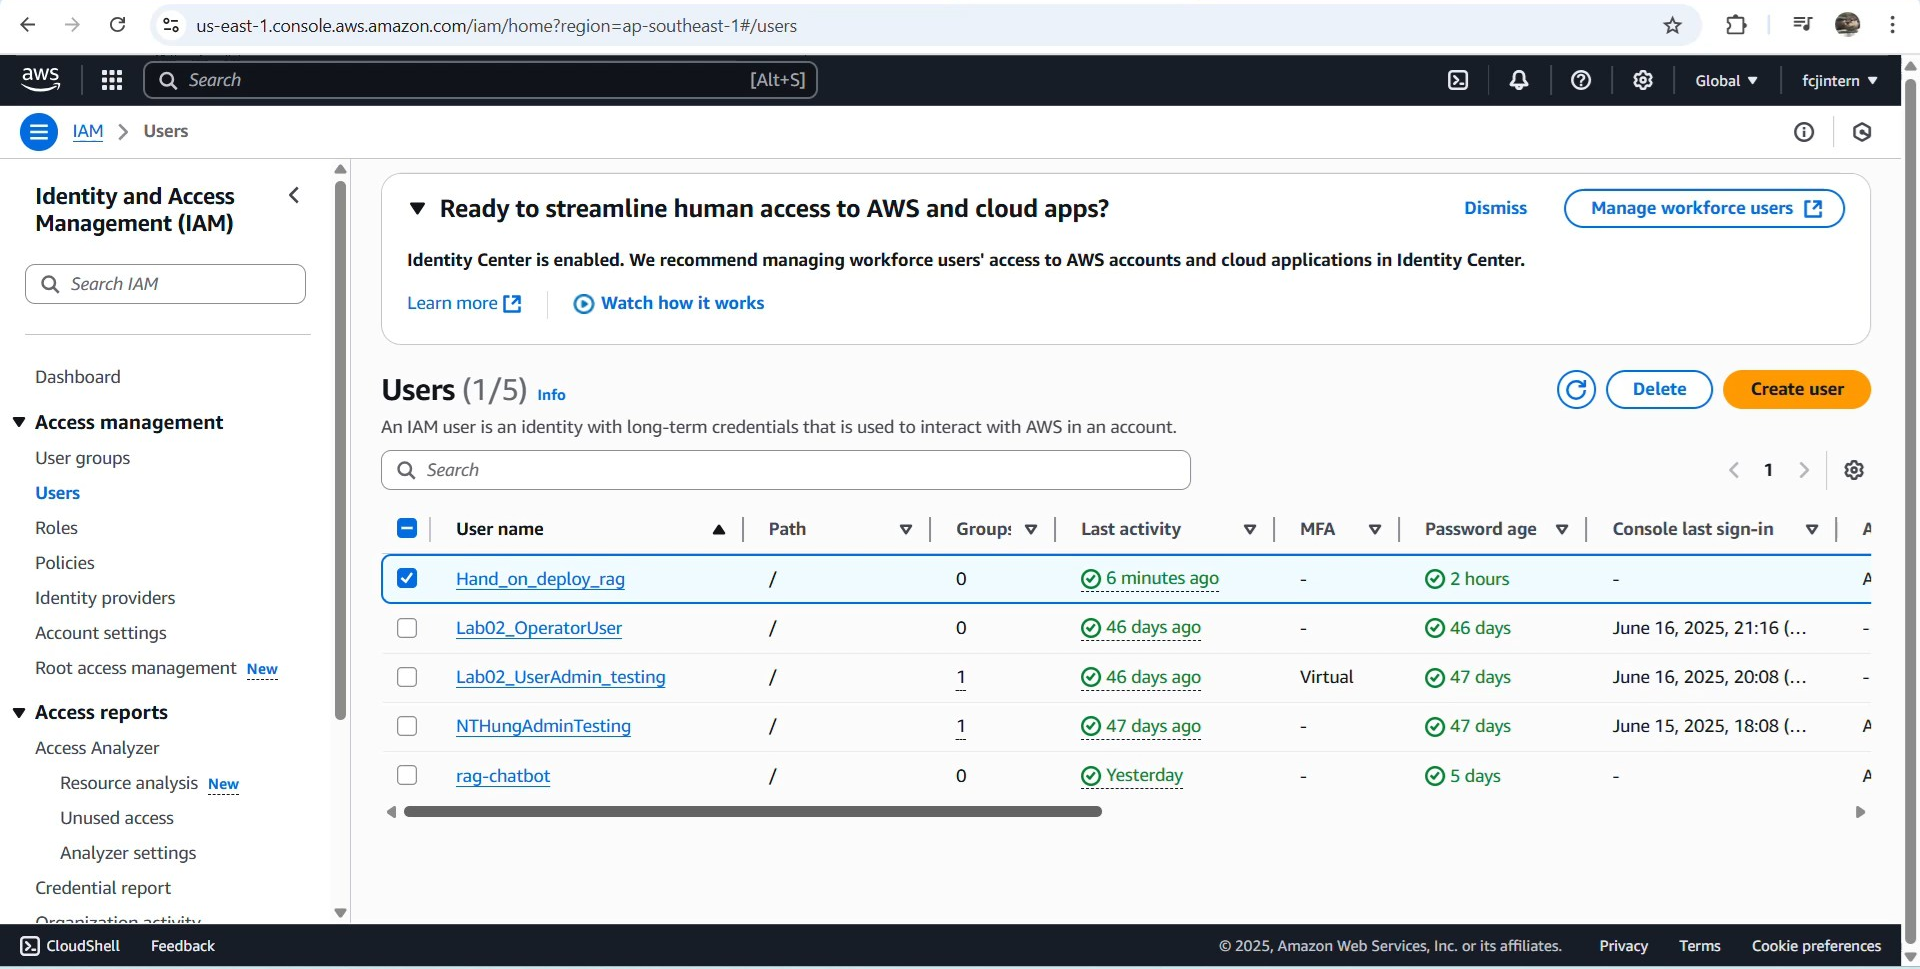 us-east-1.console.aws.amazon.com/iam/home?region=ap-southeast-1#/users
aws
Search
[Alt+S]
Global
fcjintern
IAM
Users
Identity and Access
Management (IAM)
Search IAM
Dashboard
Access management
User groups
Users
Roles
Policies
Identity providers
Account settings
Root access management New
Access reports
Access Analyzer
Resource analysis New
Unused access
Analyzer settings
Credential report
Organization activity
Ready to streamline human access to AWS and cloud apps?
Dismiss
Manage workforce users
Identity Center is enabled. We recommend managing workforce users' access to AWS accounts and cloud applications in Identity Center.
Learn more
Watch how it works
Users (1/5) Info
Delete
Create user
An IAM user is an identity with long-term credentials that is used to interact with AWS in an account.
Search
1
User name Path Groups Last activity MFA Password age Console last sign-in A
Hand_on_deploy_rag / 0 6 minutes ago - 2 hours - A
Lab02_OperatorUser / 0 46 days ago - 46 days June 16, 2025, 21:16 (... -
Lab02_UserAdmin_testing / 1 46 days ago Virtual 47 days June 16, 2025, 20:08 (... -
NTHungAdminTesting / 1 47 days ago - 47 days June 15, 2025, 18:08 (... A
rag-chatbot / 0 Yesterday - 5 days - A
CloudShell
Feedback
© 2025, Amazon Web Services, Inc. or its affiliates.
Privacy
Terms
Cookie preferences